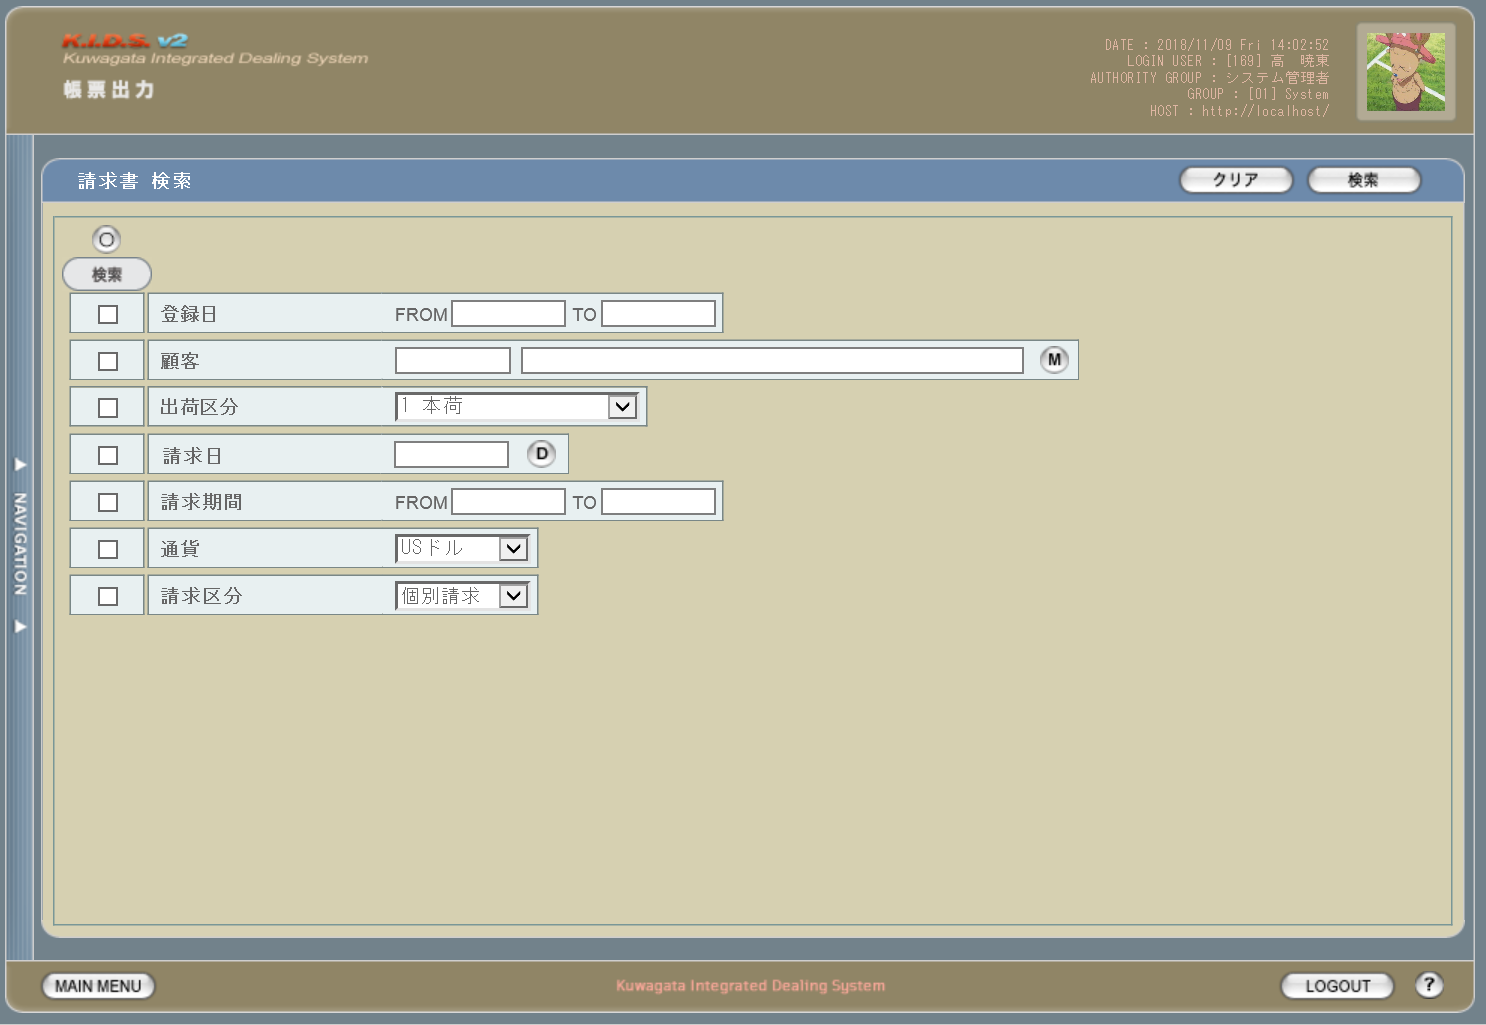 K.I.D.S. v2
Kuwagata Integrated Dealing System
帳票出力
DATE : 2018/11/09 Fri 14:02:52
LOGIN USER : [169] 高　暁東
AUTHORITY GROUP : システム管理者
GROUP : [01] System
HOST : http://localhost/
請求書 検索
クリア
検索
検索
登録日 FROM TO
顧客 M
出荷区分 1 本荷
請求日 D
請求期間 FROM TO
通貨 USドル
請求区分 個別請求
NAVIGATION
MAIN MENU
Kuwagata Integrated Dealing System
LOGOUT
?